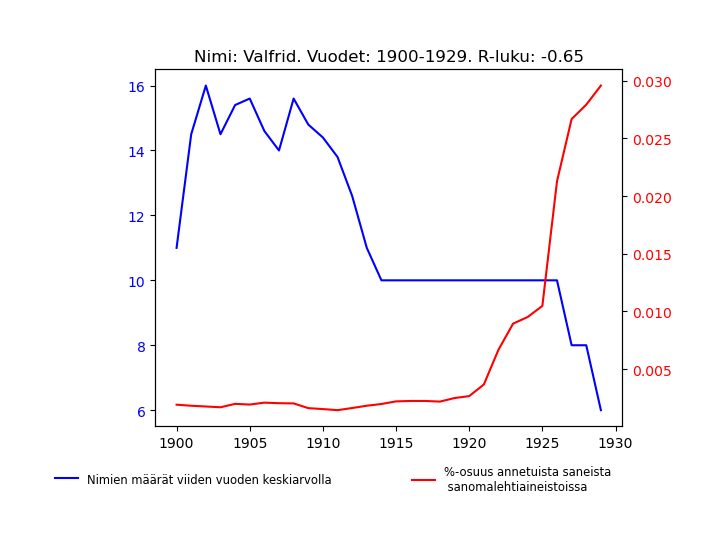 Nimi: Valfrid. Vuodet: 1900-1929. R-luku: -0.65
16
14
12
10
8
6
0.030
0.025
0.020
0.015
0.010
0.005
1900 1905 1910 1915 1920 1925 1930
Nimien määrät viiden vuoden keskiarvolla
%-osuus annetuista saneista
sanomalehtiaineistoissa